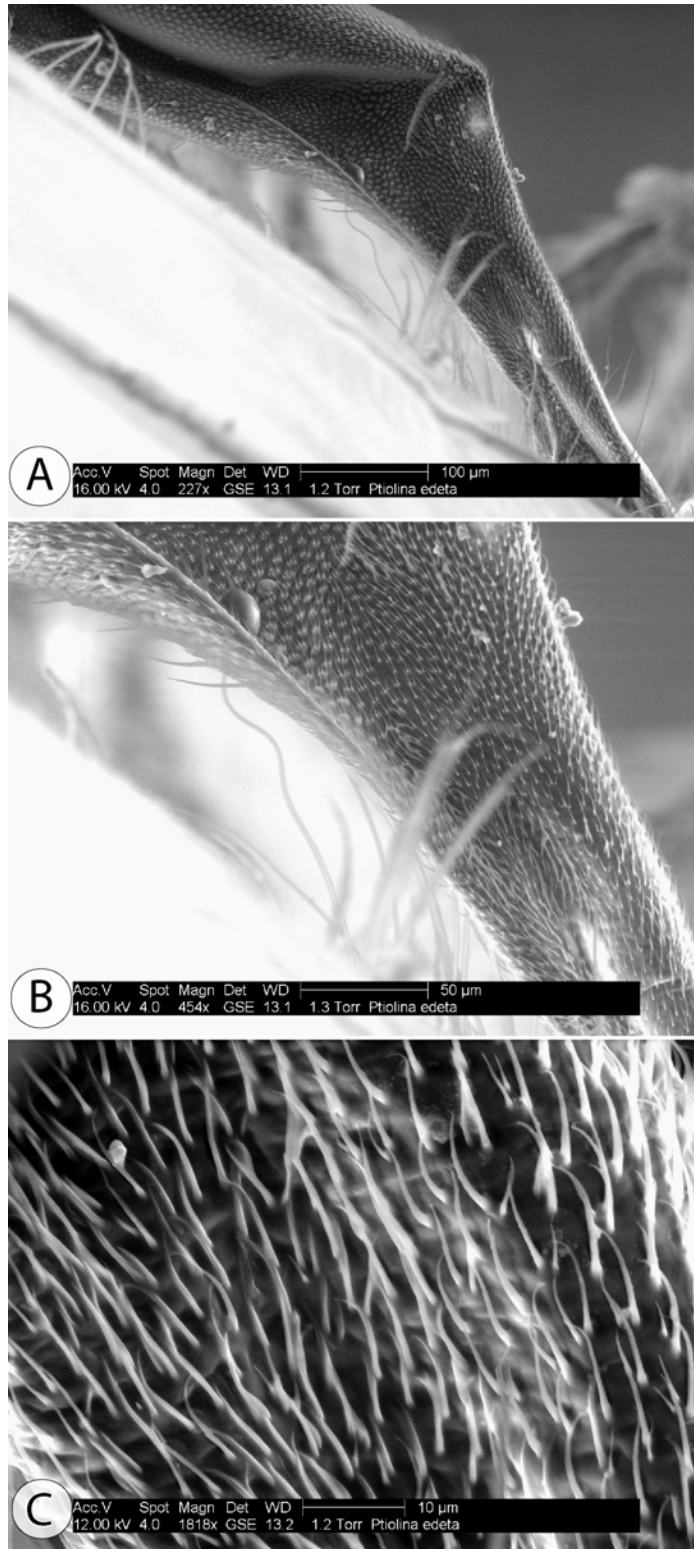 A
Acc.V Spot Magn Det WD 100 µm
16.00 kV 4.0 227x GSE 13.1 1.2 Torr Ptiolina edeta
B
Acc.V Spot Magn Det WD 50 µm
16.00 kV 4.0 454x GSE 13.1 1.3 Torr Ptiolina edeta
C
Acc.V Spot Magn Det WD 10 µm
12.00 kV 4.0 1818x GSE 13.2 1.2 Torr Ptiolina edeta